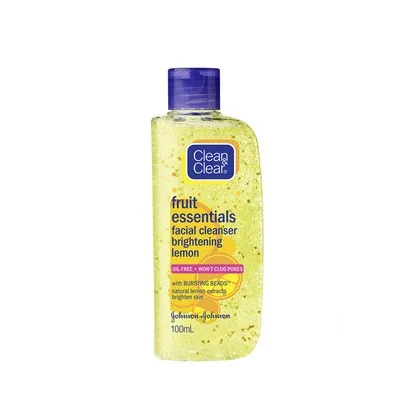 Clean &
Clear®
fruit
essentials
facial cleanser
brightening
lemon
OIL-FREE • WON'T CLOG PORES
with BURSTING BEADS™
natural lemon extracts
brighten skin
Johnson & Johnson
100mL